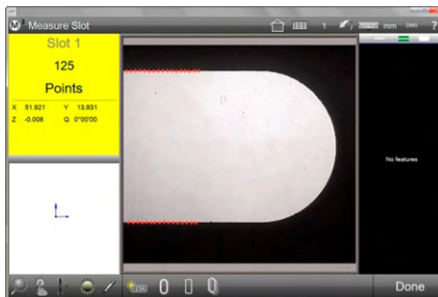 M3 Measure Slot
1
mm
DMS
?
Slot 1
125
Points
X 51.921 Y 13.931
Z -0.008 Q 0°00'00
No features
Done